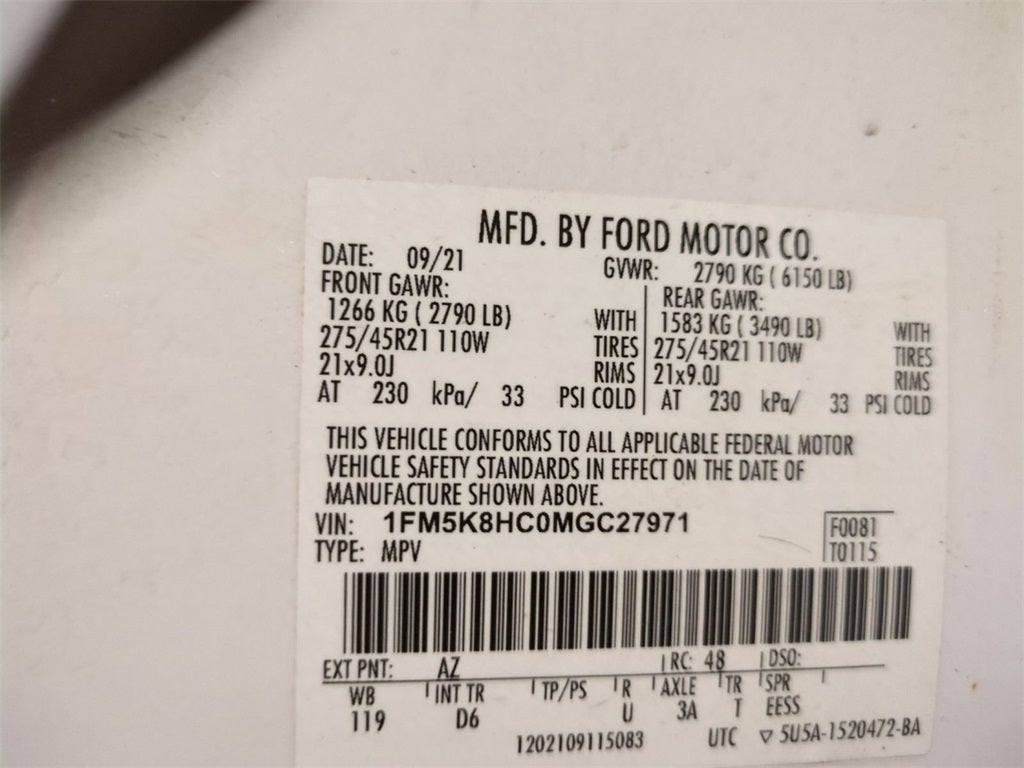 MFD. BY FORD MOTOR CO.
DATE: 09/21 GVWR: 2790 KG ( 6150 LB)
FRONT GAWR: REAR GAWR:
1266 KG ( 2790 LB) WITH 1583 KG ( 3490 LB) WITH
275/45R21 110W TIRES 275/45R21 110W TIRES
21x9.0J RIMS 21x9.0J RIMS
AT 230 kPa/ 33 PSI COLD AT 230 kPa/ 33 PSI COLD
THIS VEHICLE CONFORMS TO ALL APPLICABLE FEDERAL MOTOR
VEHICLE SAFETY STANDARDS IN EFFECT ON THE DATE OF
MANUFACTURE SHOWN ABOVE.
VIN: 1FM5K8HC0MGC27971 F0081
TYPE: MPV T0115
EXT PNT: AZ RC: 48 DSO:
WB INT TR TP/PS R AXLE TR SPR
119 D6 U 3A T EESS
1202109115083 UTC ▽ 5U5A-1520472-BA